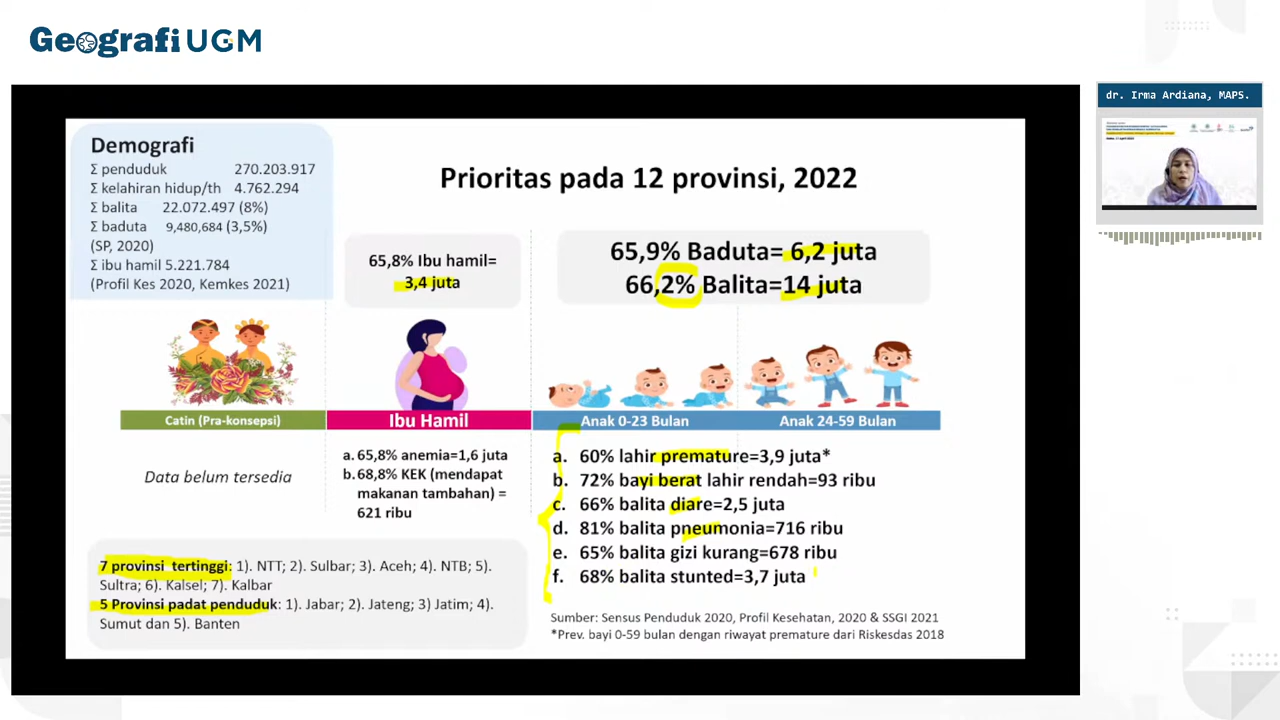 Geografi UGM
dr. Irma Ardiana, MAPS.
Demografi
Σ penduduk 270.203.917
Σ kelahiran hidup/th 4.762.294
Σ balita 22.072.497 (8%)
Σ baduta 9,480,684 (3,5%)
(SP, 2020)
Σ ibu hamil 5.221.784
(Profil Kes 2020, Kemkes 2021)
Prioritas pada 12 provinsi, 2022
65,8% Ibu hamil=
3,4 juta
65,9% Baduta= 6,2 juta
66,2% Balita=14 juta
Catin (Pra-konsepsi)
Ibu Hamil
Anak 0-23 Bulan
Anak 24-59 Bulan
Data belum tersedia
a. 65,8% anemia=1,6 juta
b. 68,8% KEK (mendapat
makanan tambahan) =
621 ribu
a. 60% lahir premature=3,9 juta*
b. 72% bayi berat lahir rendah=93 ribu
c. 66% balita diare=2,5 juta
d. 81% balita pneumonia=716 ribu
e. 65% balita gizi kurang=678 ribu
f. 68% balita stunted=3,7 juta
7 provinsi tertinggi: 1). NTT; 2). Sulbar; 3). Aceh; 4). NTB; 5).
Sultra; 6). Kalsel; 7). Kalbar
5 Provinsi padat penduduk: 1). Jabar; 2). Jateng; 3) Jatim; 4).
Sumut dan 5). Banten
Sumber: Sensus Penduduk 2020, Profil Kesehatan, 2020 & SSGI 2021
*Prev. bayi 0-59 bulan dengan riwayat premature dari Riskesdas 2018